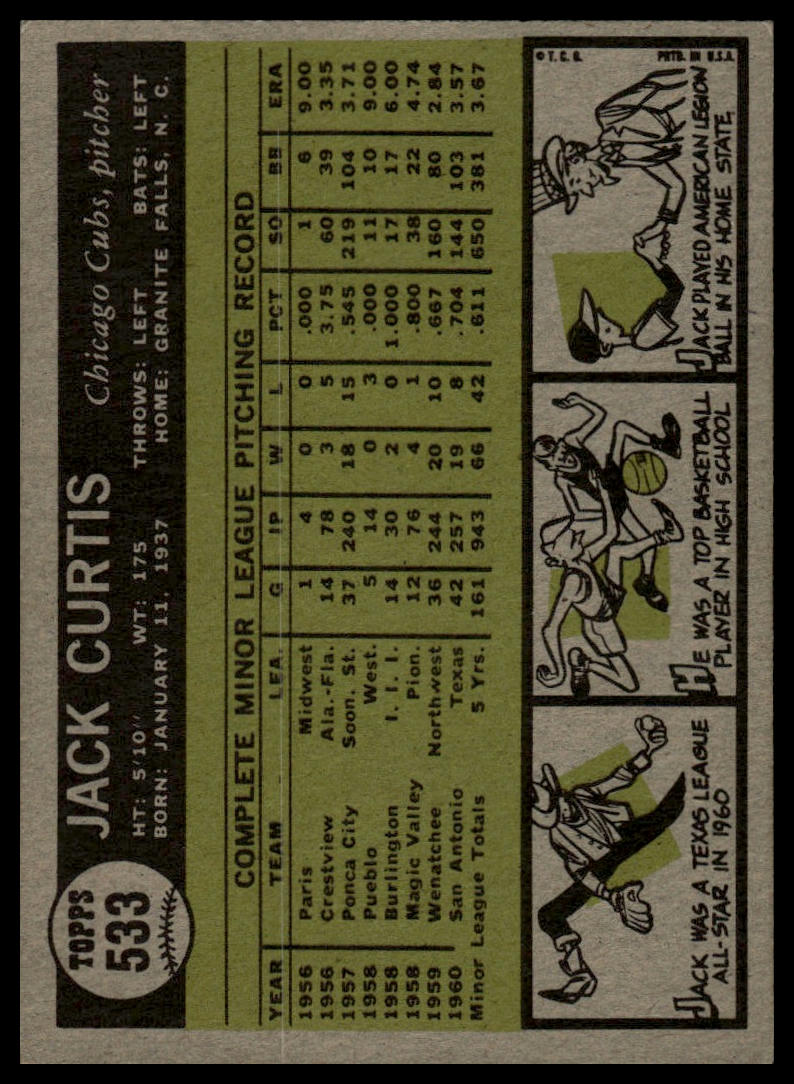 TOPPS
533
JACK CURTIS
Chicago Cubs, pitcher
HT: 5'10" WT: 175 THROWS: LEFT BATS: LEFT
BORN: JANUARY 11, 1937 HOME: GRANITE FALLS, N. C.
COMPLETE MINOR LEAGUE PITCHING RECORD
YEAR TEAM LEA. G IP W L PCT SO BB ERA
1956 Paris Midwest 1 4 0 0 .000 1 6 9.00
1956 Crestview Ala.-Fla. 14 78 3 5 3.75 60 39 3.35
1957 Ponca City Soon. St. 37 240 18 15 .545 219 104 3.71
1958 Pueblo West. 5 14 0 3 .000 11 10 9.00
1958 Burlington I. I. I. 14 30 2 0 1.000 17 17 6.00
1958 Magic Valley Pion. 12 76 4 1 .800 38 22 4.74
1959 Wenatchee Northwest 36 244 20 10 .667 160 80 2.84
1960 San Antonio Texas 42 257 19 8 .704 144 103 3.57
Minor League Totals 5 Yrs. 161 943 66 42 .611 650 381 3.67
JACK WAS A TEXAS LEAGUE
ALL-STAR IN 1960
HE WAS A TOP BASKETBALL
PLAYER IN HIGH SCHOOL
© T. C. G. PRTD. IN U.S.A.
JACK PLAYED AMERICAN LEGION
BALL IN HIS HOME STATE.